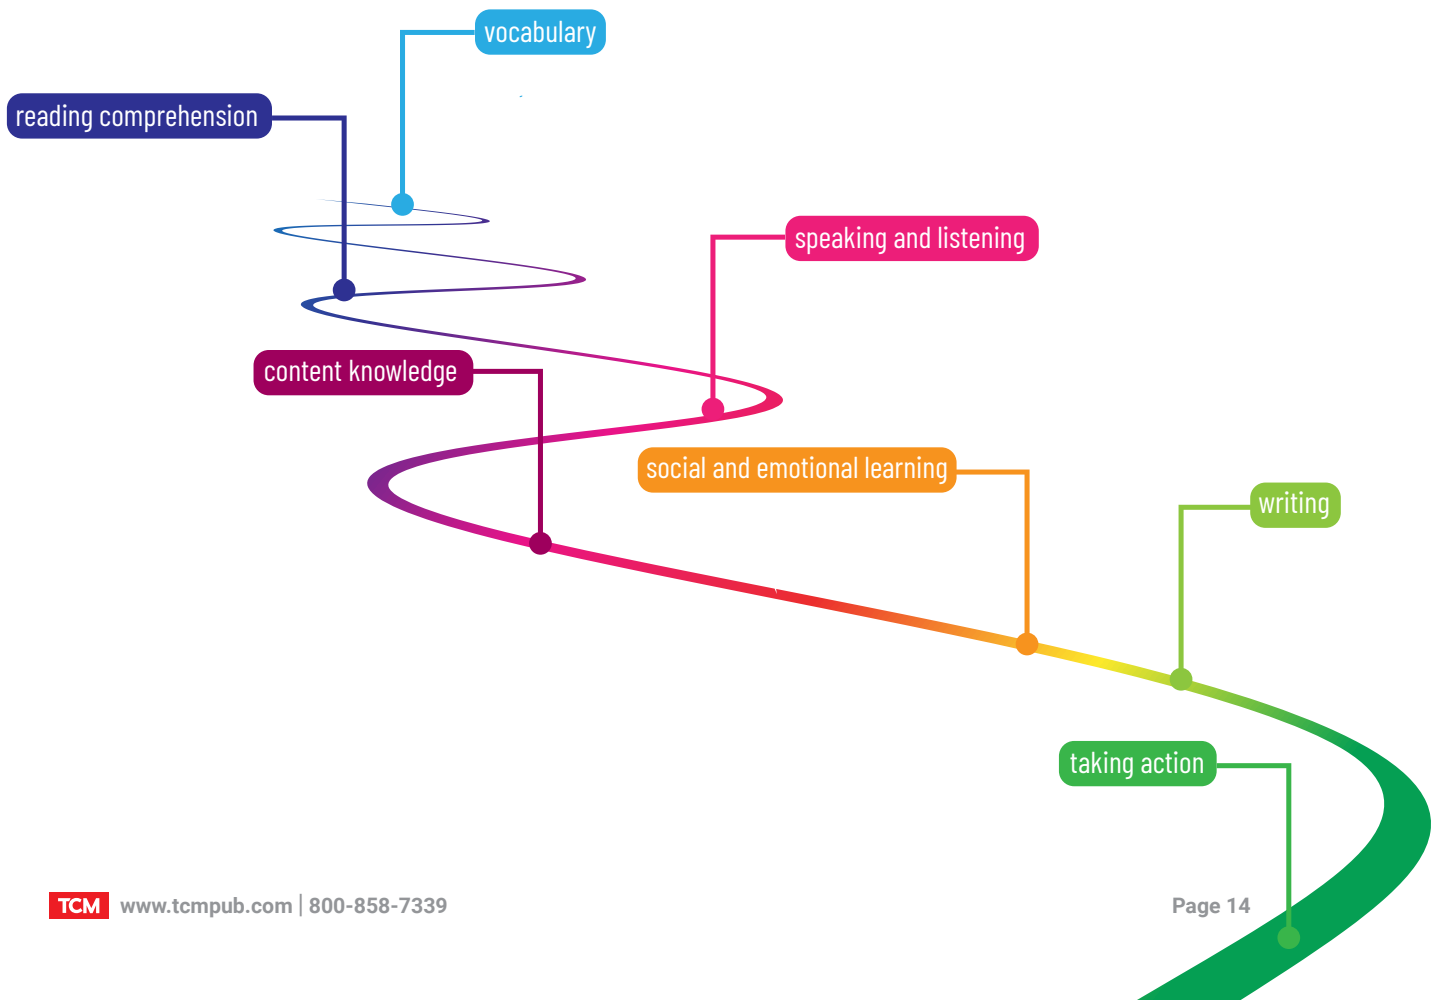 vocabulary
reading comprehension
speaking and listening
content knowledge
social and emotional learning
writing
taking action
TCM www.tcmpub.com | 800-858-7339
Page 14